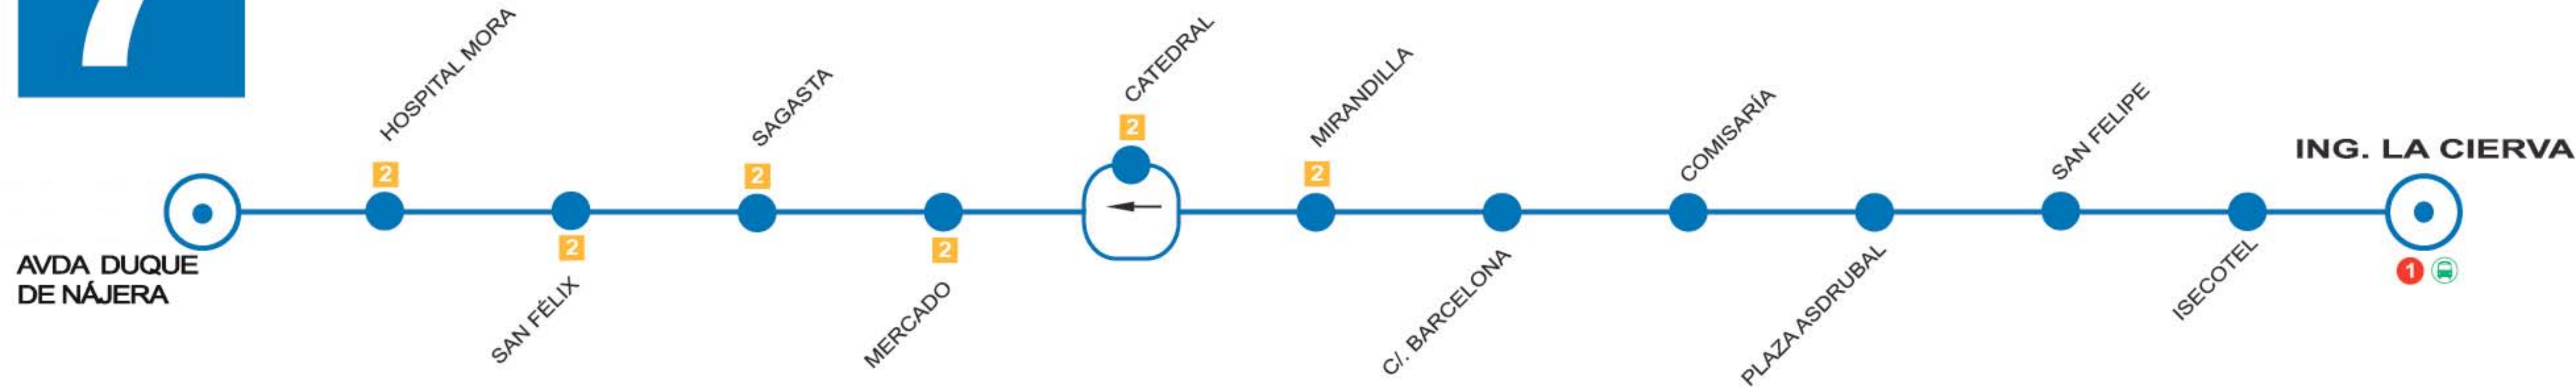 7
HOSPITAL MORA
SAGASTA
CATEDRAL
MIRANDILLA
COMISARÍA
SAN FELIPE
ING. LA CIERVA
2
2
2
2
AVDA DUQUE
DE NÁJERA
2
2
1
SAN FÉLIX
MERCADO
C/. BARCELONA
PLAZA ASDRUBAL
ISECOTEL